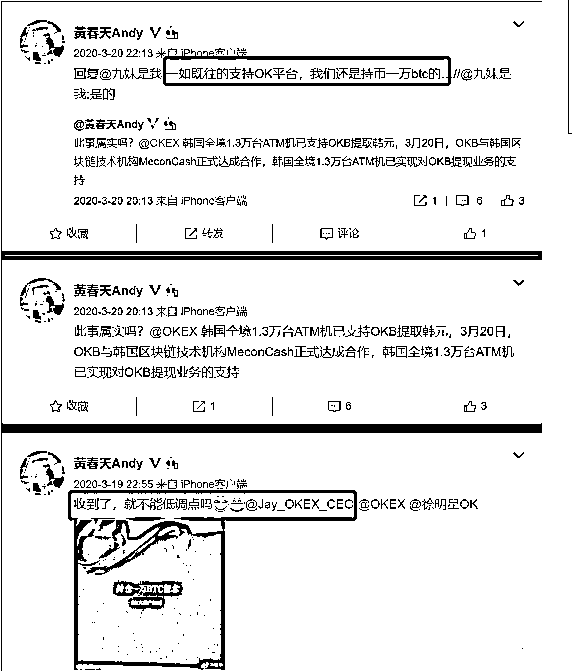 黄春天Andy
2020-3-20 22:13 来自 iPhone客户端
回复@九妹是我:一如既往的支持OK平台，我们还是持币一万btc的...//@九妹是
我:是的
@黄春天Andy
此事属实吗？@OKEX 韩国全境1.3万台ATM机已支持OKB提取韩元，3月20日，OKB与韩国区
块链技术机构MeconCash正式达成合作，韩国全境1.3万台ATM机已实现对OKB提现业务的支
持
2020-3-20 20:13 来自 iPhone客户端 1 6 3
收藏 转发 评论 1
黄春天Andy
2020-3-20 20:13 来自 iPhone客户端
此事属实吗？@OKEX 韩国全境1.3万台ATM机已支持OKB提取韩元，3月20日，
OKB与韩国区块链技术机构MeconCash正式达成合作，韩国全境1.3万台ATM机
已实现对OKB提现业务的支持
收藏 1 6 3
黄春天Andy
2020-3-19 22:55 来自 iPhone客户端
收到了，就不能低调点吗@Jay_OKEX_CEO @OKEX @徐明星OK